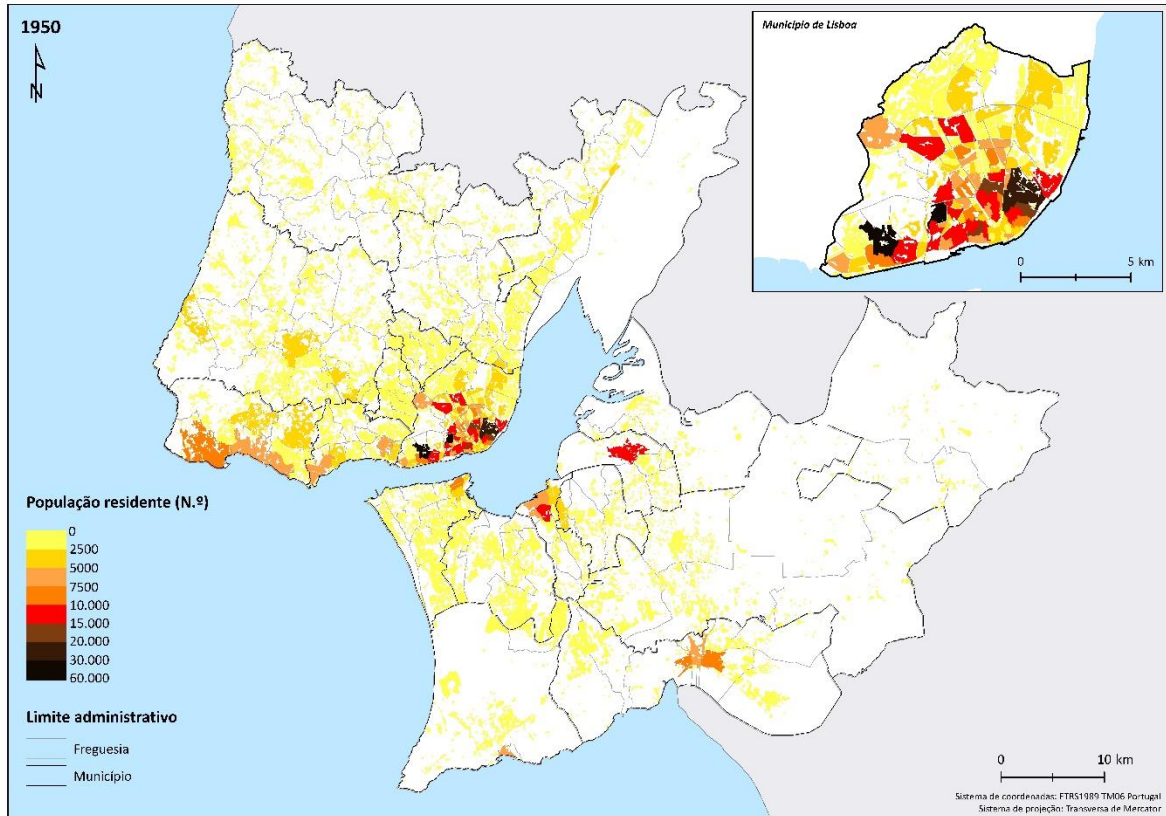 1950
N
Município de Lisboa
0 5 km
População residente (N.º)
0
2500
5000
7500
10.000
15.000
20.000
30.000
60.000
Limite administrativo
Freguesia
Município
0 10 km
Sistema de coordenadas: ETRS1989 TM06 Portugal
Sistema de projeção: Transversa de Mercator